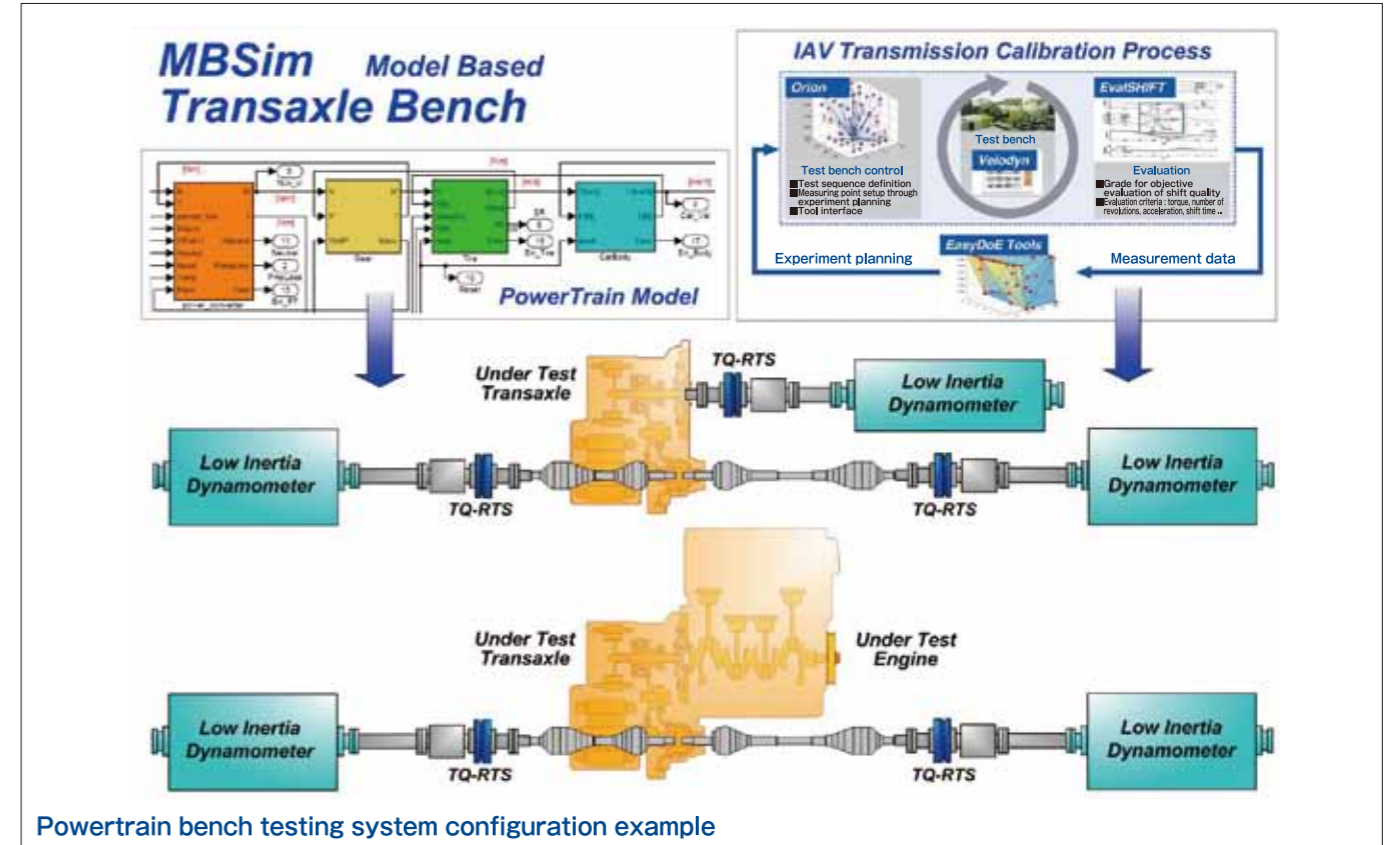 MBSim Model Based
Transaxle Bench
PowerTrain Model
IAV Transmission Calibration Process
Orion
Test bench control
■Test sequence definition
■Measuring point setup through
experiment planning
■Tool interface
Test bench
Velodyn
EvalSHIFT
Evaluation
■Grade for objective
evaluation of shift quality
■Evaluation criteria : torque, number of
revolutions, acceleration, shift time ..
EasyDoE Tools
Experiment planning
Measurement data
Under Test
Transaxle
TQ-RTS
Low Inertia
Dynamometer
Low Inertia
Dynamometer
TQ-RTS
TQ-RTS
Low Inertia
Dynamometer
Under Test
Transaxle
Under Test
Engine
Low Inertia
Dynamometer
TQ-RTS
TQ-RTS
Low Inertia
Dynamometer
Powertrain bench testing system configuration example